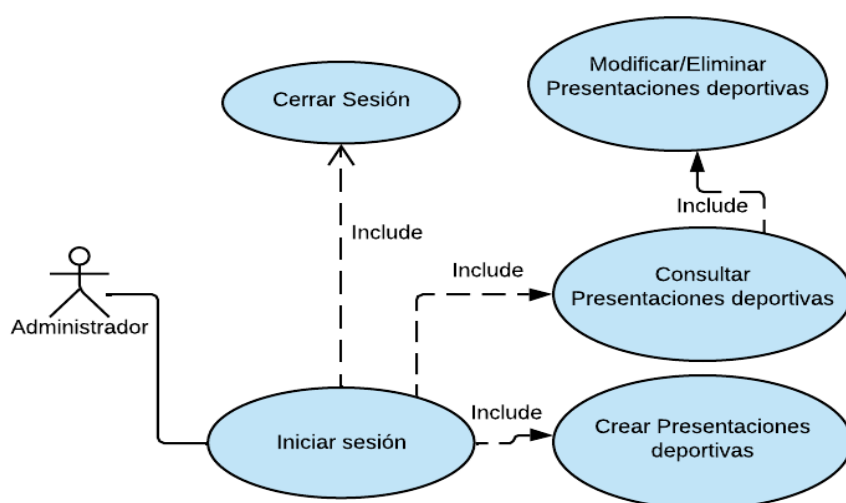 Modificar/Eliminar
Presentaciones deportivas
Cerrar Sesión
Include
Include
Include
Consultar
Presentaciones deportivas
Administrador
Include
Iniciar sesión
Crear Presentaciones
deportivas